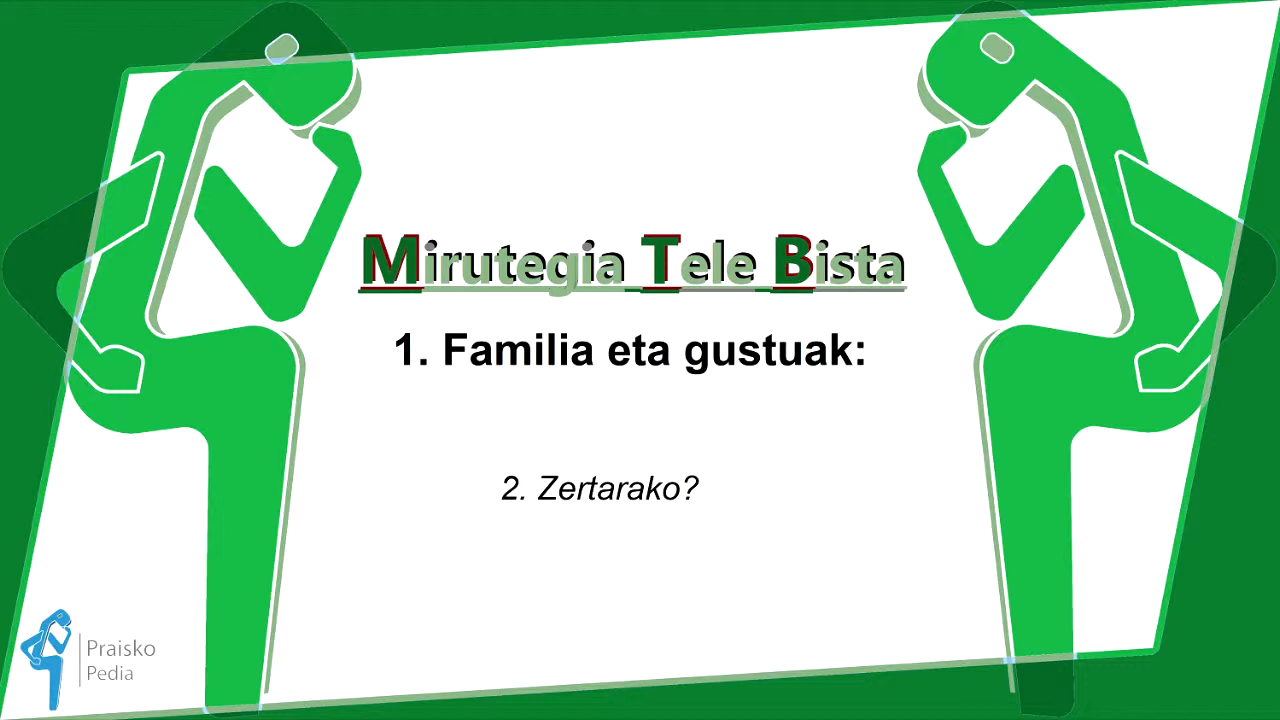 Mirutegia Tele Bista
1. Familia eta gustuak:
2. Zertarako?
Praisko
Pedia